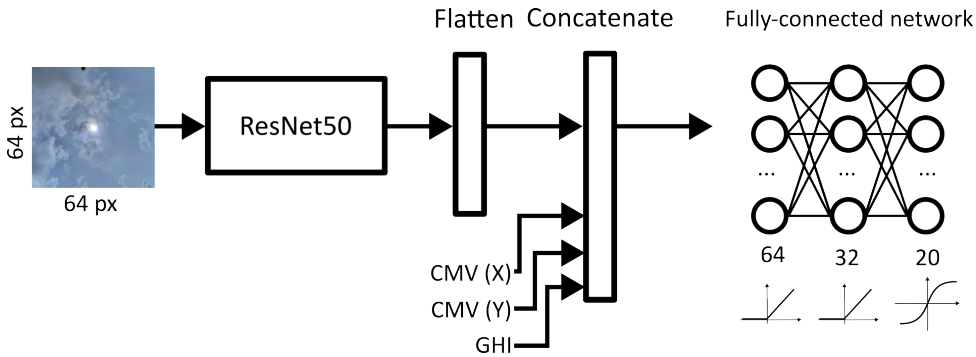 Flatten Concatenate Fully-connected network
64 px
ResNet50
64 px
... ... ...
CMV (X)
CMV (Y)
GHI
64 32 20